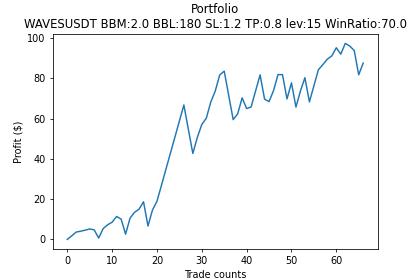 Portfolio
WAVESUSDT BBM:2.0 BBL:180 SL:1.2 TP:0.8 lev:15 WinRatio:70.0
100
80
60
40
20
0
Profit ($)
0 10 20 30 40 50 60
Trade counts